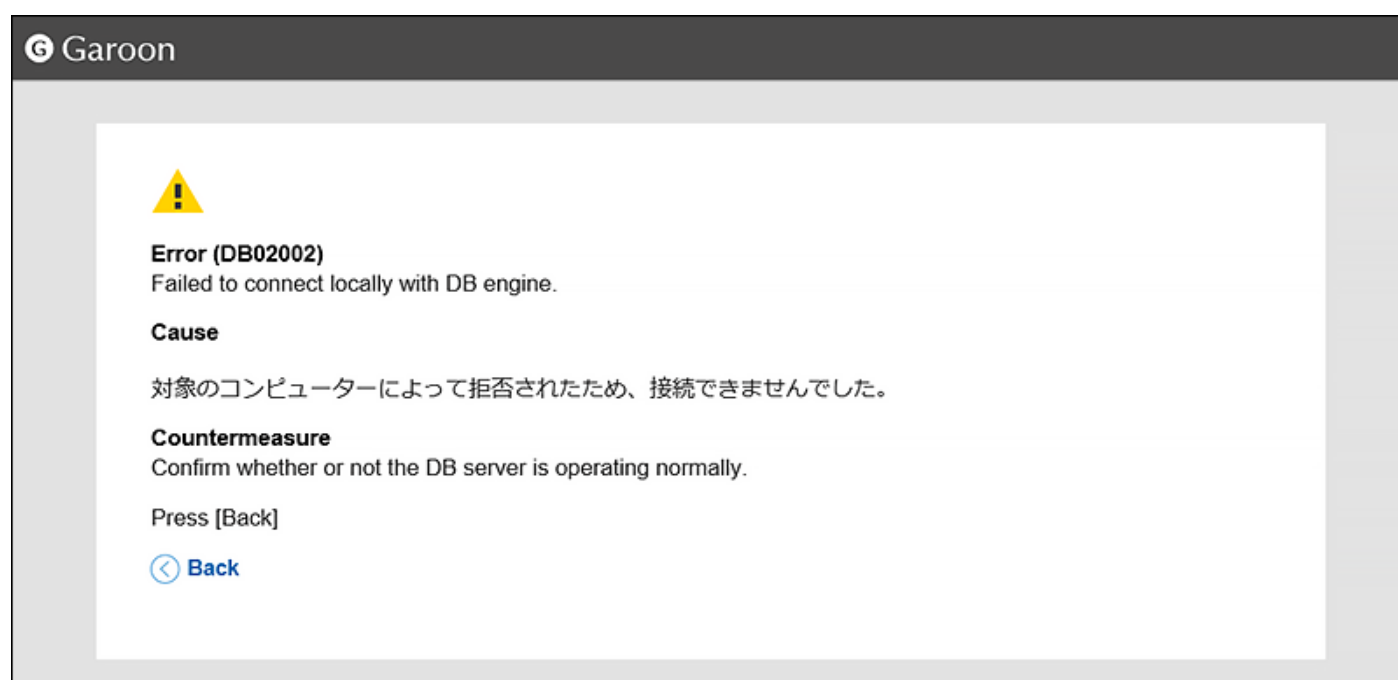 G Garoon
Error (DB02002)
Failed to connect locally with DB engine.
Cause
対象のコンピューターによって拒否されたため、接続できませんでした。
Countermeasure
Confirm whether or not the DB server is operating normally.
Press [Back]
Back